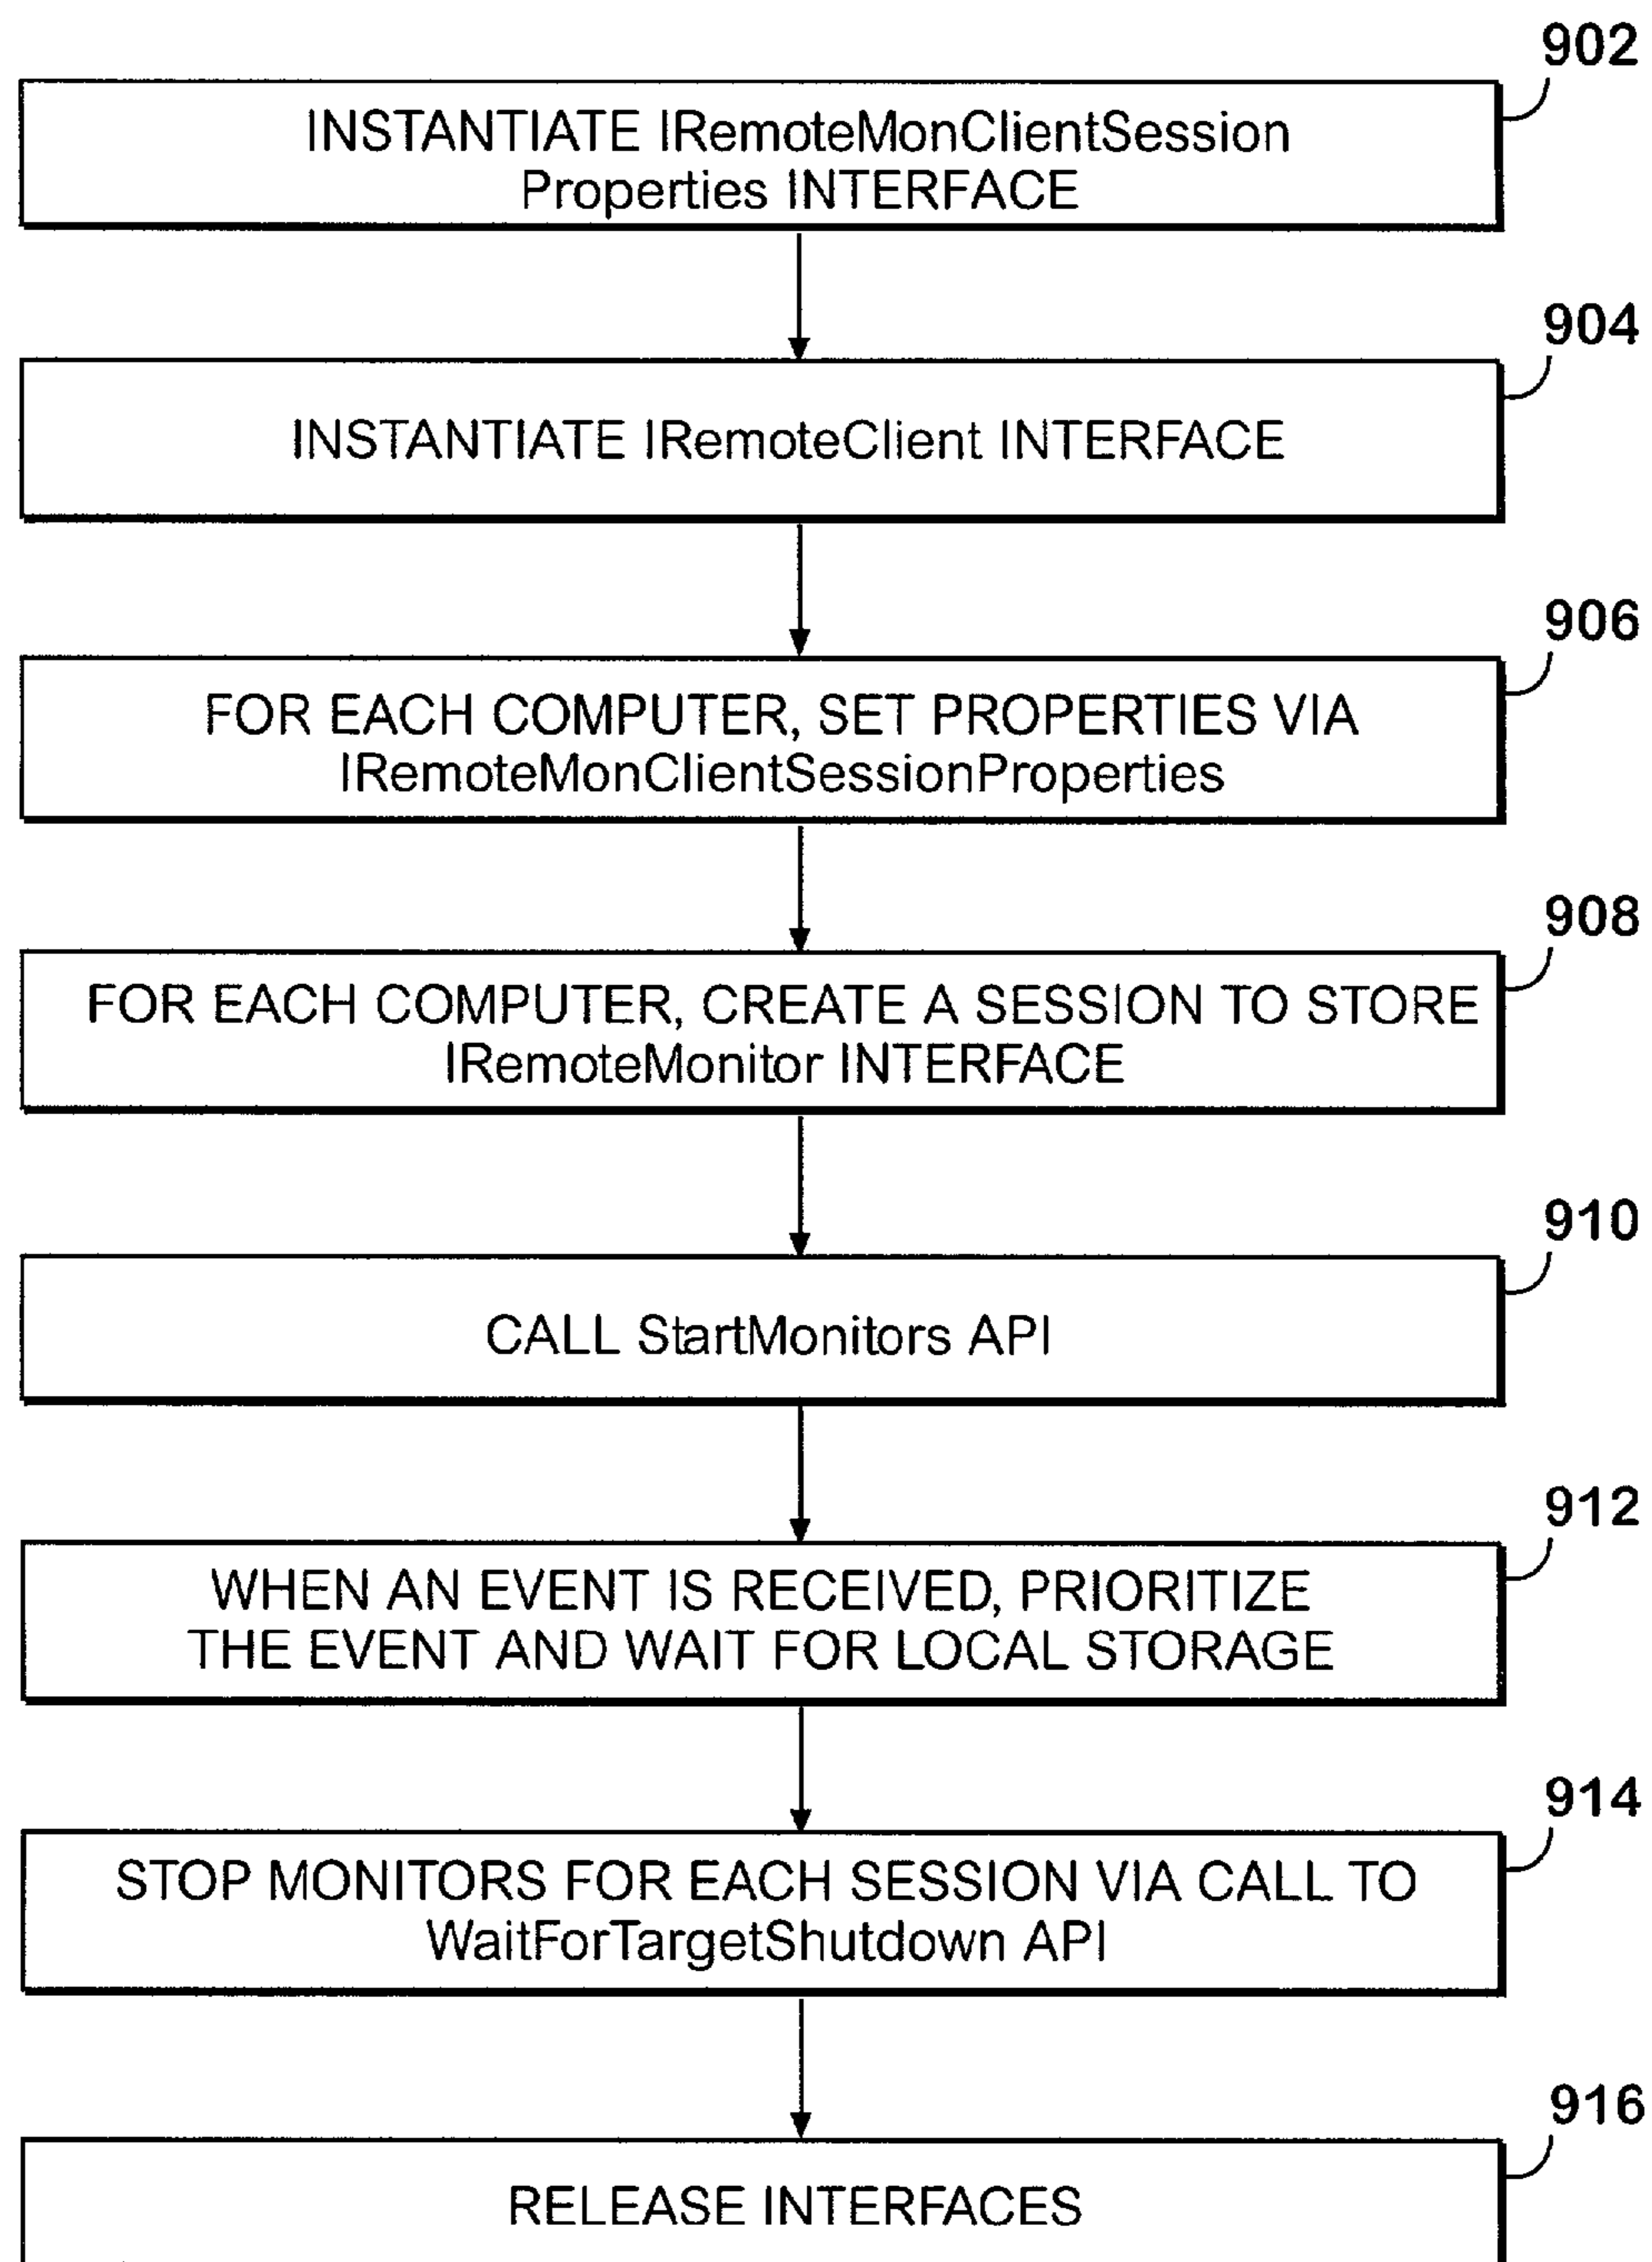 902
INSTANTIATE IRemoteMonClientSession
Properties INTERFACE
904
INSTANTIATE IRemoteClient INTERFACE
906
FOR EACH COMPUTER, SET PROPERTIES VIA
IRemoteMonClientSessionProperties
908
FOR EACH COMPUTER, CREATE A SESSION TO STORE
IRemoteMonitor INTERFACE
910
CALL StartMonitors API
912
WHEN AN EVENT IS RECEIVED, PRIORITIZE
THE EVENT AND WAIT FOR LOCAL STORAGE
914
STOP MONITORS FOR EACH SESSION VIA CALL TO
WaitForTargetShutdown API
916
RELEASE INTERFACES